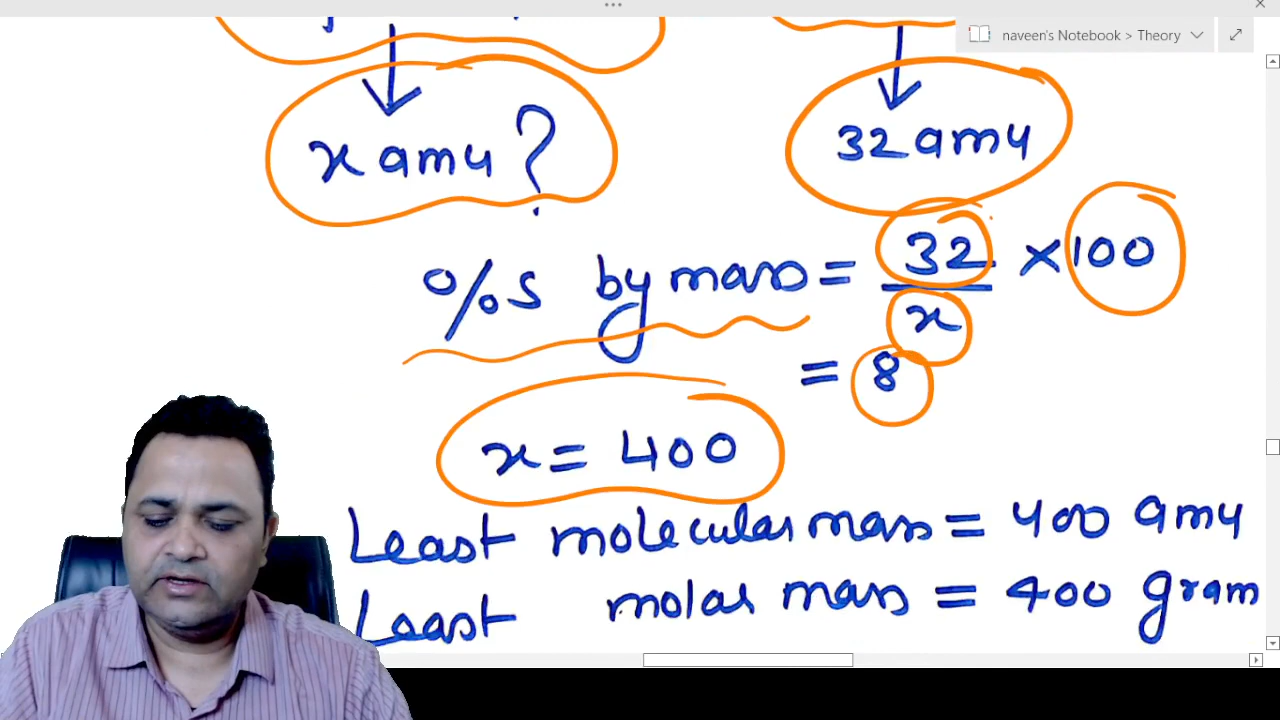 naveen's Notebook > Theory
x amu ?
32 amu
% S by mass = 32/x × 100
= 8
x = 400
Least molecular mass = 400 amu
Least molar mass = 400 gram